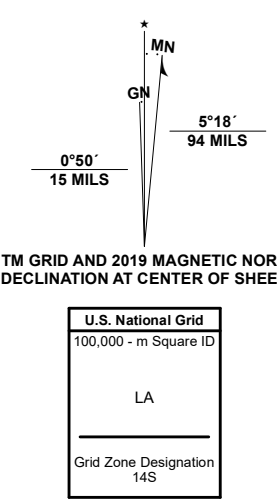 ★
MN
GN
5°18´
94 MILS
0°50´
15 MILS
TM GRID AND 2019 MAGNETIC NOR
DECLINATION AT CENTER OF SHEE
U.S. National Grid
100,000 - m Square ID
LA
Grid Zone Designation
14S